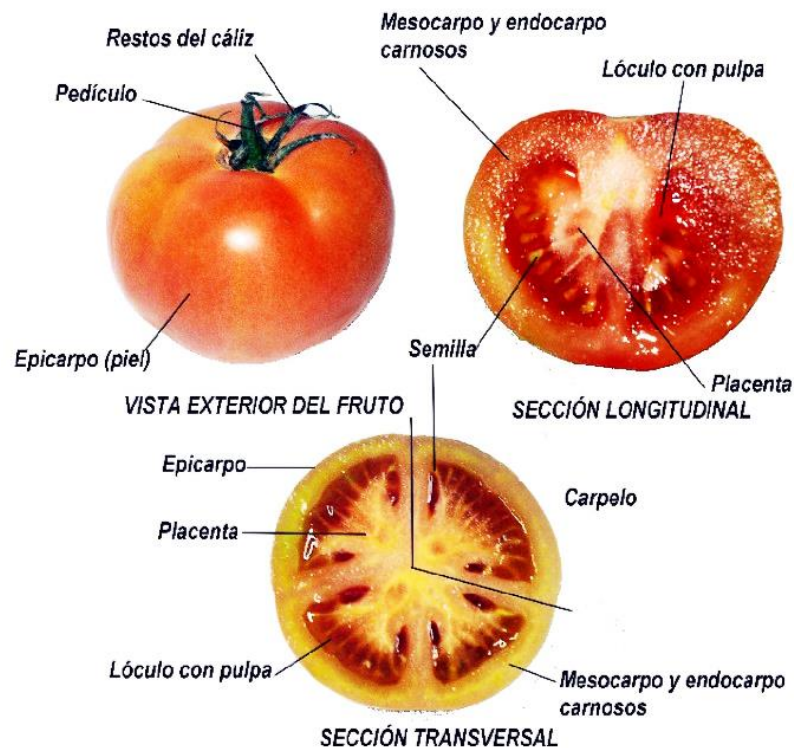 Restos del cáliz
Pedículo
Epicarpo (piel)
VISTA EXTERIOR DEL FRUTO
Mesocarpo y endocarpo
carnosos
Lóculo con pulpa
Semilla
Placenta
SECCIÓN LONGITUDINAL
Epicarpo
Placenta
Carpelo
Lóculo con pulpa
Mesocarpo y endocarpo
carnosos
SECCIÓN TRANSVERSAL